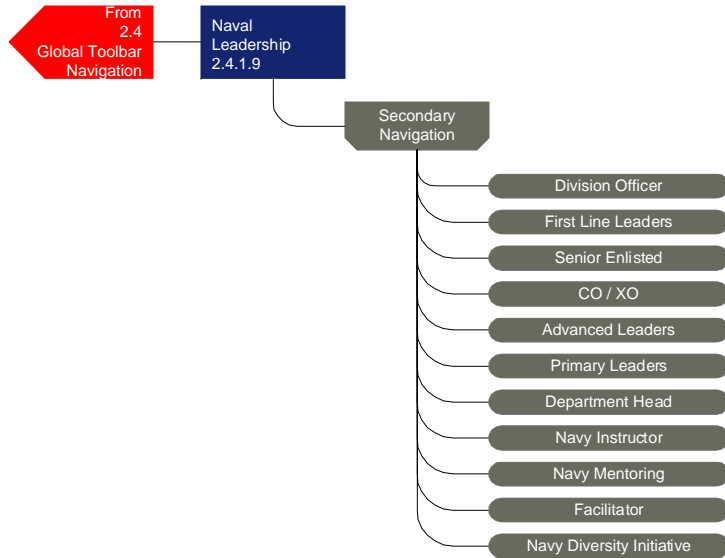 From
2.4
Global Toolbar
Navigation
Naval
Leadership
2.4.1.9
Secondary
Navigation
Division Officer
First Line Leaders
Senior Enlisted
CO / XO
Advanced Leaders
Primary Leaders
Department Head
Navy Instructor
Navy Mentoring
Facilitator
Navy Diversity Initiative